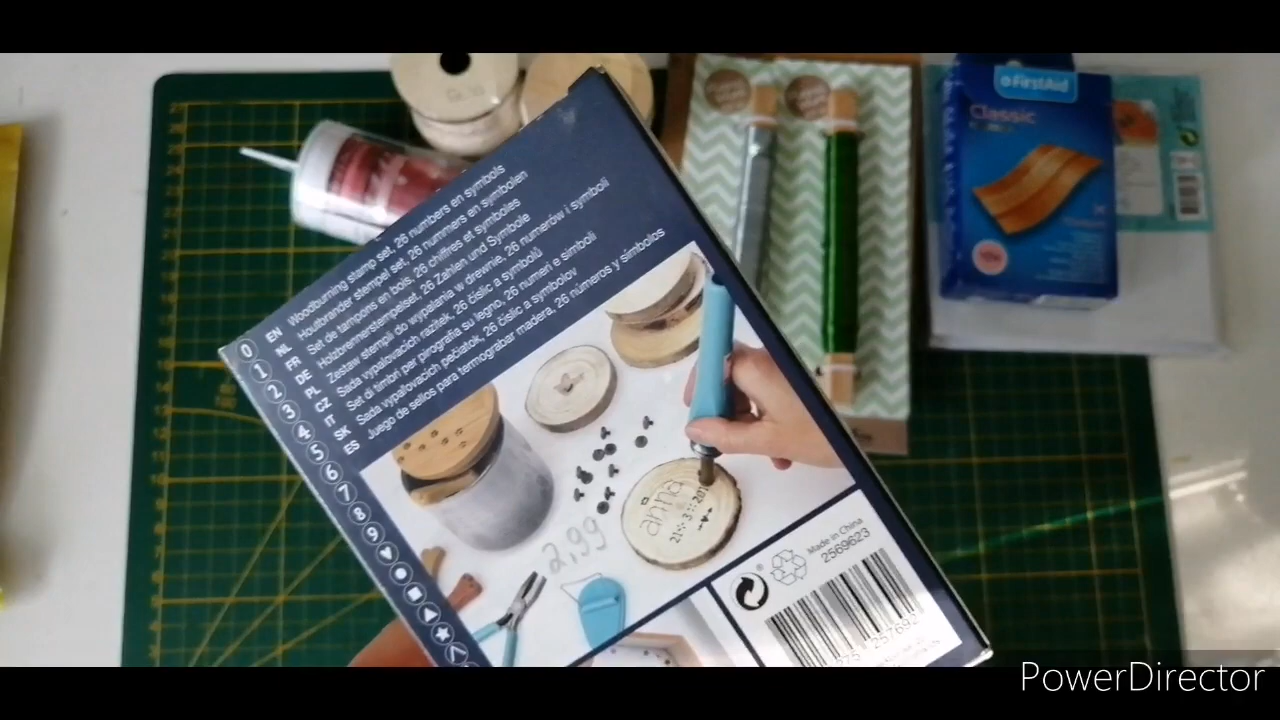 FirstAid
Classic
EN Woodburning stamp set, 26 numbers en symbols
NL Houtbrander stempel set, 26 nummers en symbolen
FR Set de tampons en bois, 26 chiffres et symboles
DE Holzbrennerstempelset, 26 Zahlen und Symbole
PL Zestaw stempli do wypalania w drewnie, 26 numerów i symboli
CZ Sada vypalovacích razítek, 26 číslic a symbolů
IT Set di timbri per pirografia su legno, 26 numeri e simboli
SK Sada vypalovacích pečiatok, 26 číslic a symbolov
ES Juego de sellos para termograbar madera, 26 números y símbolos
0
1
2
3
4
5
6
7
8
9
anna
2,99
Made in China
2569623
PowerDirector